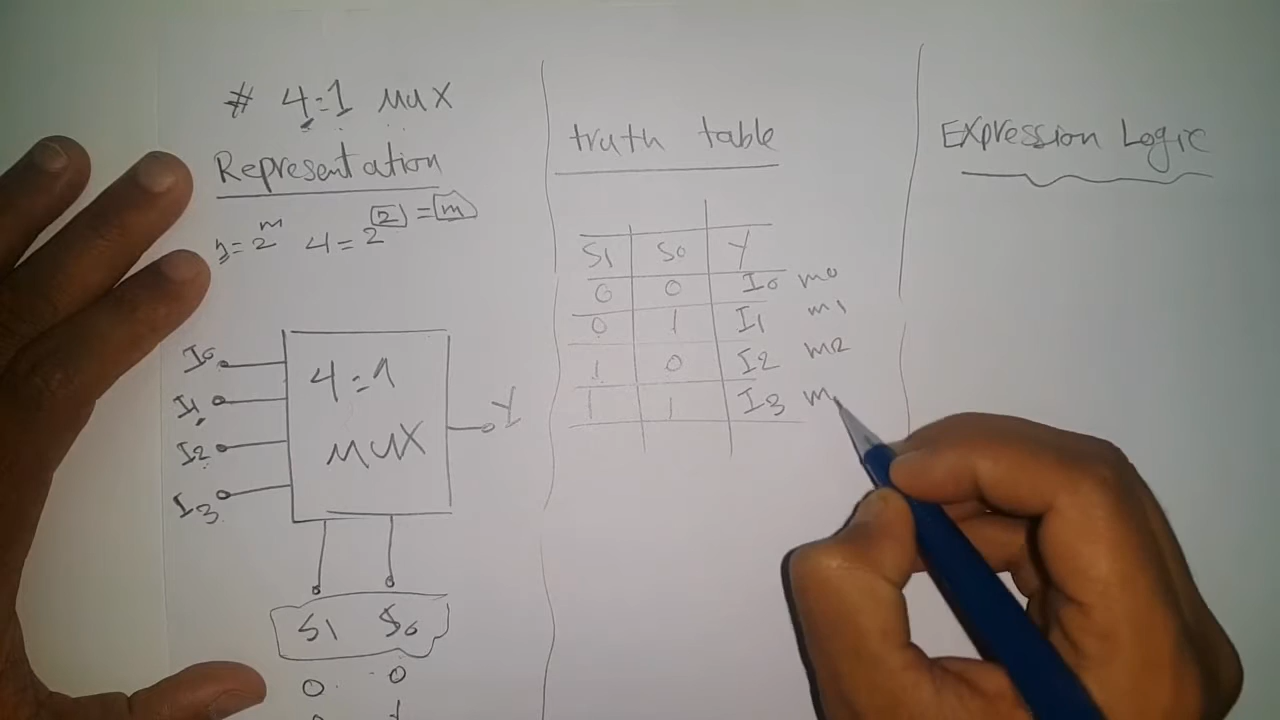 # 4:1 MUX
Representation
y=2^m 4=2^2 =m
I0
I1
I2
I3
4:1
MUX
Y
S1 S0
0 0
truth table
S1 S0 Y
0 0 I0 m0
0 1 I1 m1
1 0 I2 m2
1 1 I3 m
Expression Logic